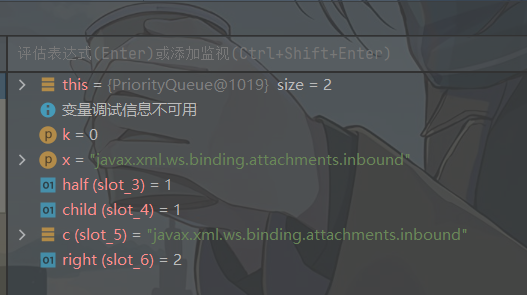 评估表达式(Enter)或添加监视(Ctrl+Shift+Enter)
this = {PriorityQueue@1019} size = 2
变量调试信息不可用
k = 0
x = "javax.xml.ws.binding.attachments.inbound"
half (slot_3) = 1
child (slot_4) = 1
c (slot_5) = "javax.xml.ws.binding.attachments.inbound"
right (slot_6) = 2